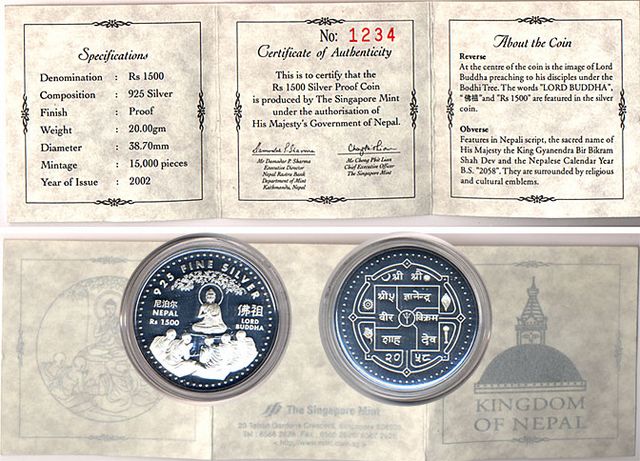 Specifications
Denomination : Rs 1500
Composition : 925 Silver
Finish : Proof
Weight : 20.00gm
Diameter : 38.70mm
Mintage : 15,000 pieces
Year of Issue : 2002
No: 1234
Certificate of Authenticity
This is to certify that the
Rs 1500 Silver Proof Coin
is produced by The Singapore Mint
under the authorisation of
His Majesty's Government of Nepal.
Mr Damodar P. Sharma
Executive Director
Nepal Rastra Bank
Department of Mint
Kathmandu, Nepal
Mr Chong Phit Luan
Chief Executive Officer
The Singapore Mint
About the Coin
Reverse
At the centre of the coin is the image of Lord
Buddha preaching to his disciples under the
Bodhi Tree. The words "LORD BUDDHA",
"佛祖"and "Rs 1500" are featured in the silver
coin.
Obverse
Features in Nepali script, the sacred name of
His Majesty the King Gyanendra Bir Bikram
Shah Dev and the Nepalese Calendar Year
B.S. "2058". They are surrounded by religious
and cultural emblems.
925 FINE SILVER
尼泊尔
NEPAL
Rs 1500
佛祖
LORD
BUDDHA
श्री श्री
श्री ५ ज्ञानेन्द्र
वीर विक्रम
शाह देव
२० ५८
The Singapore Mint
KINGDOM
OF NEPAL